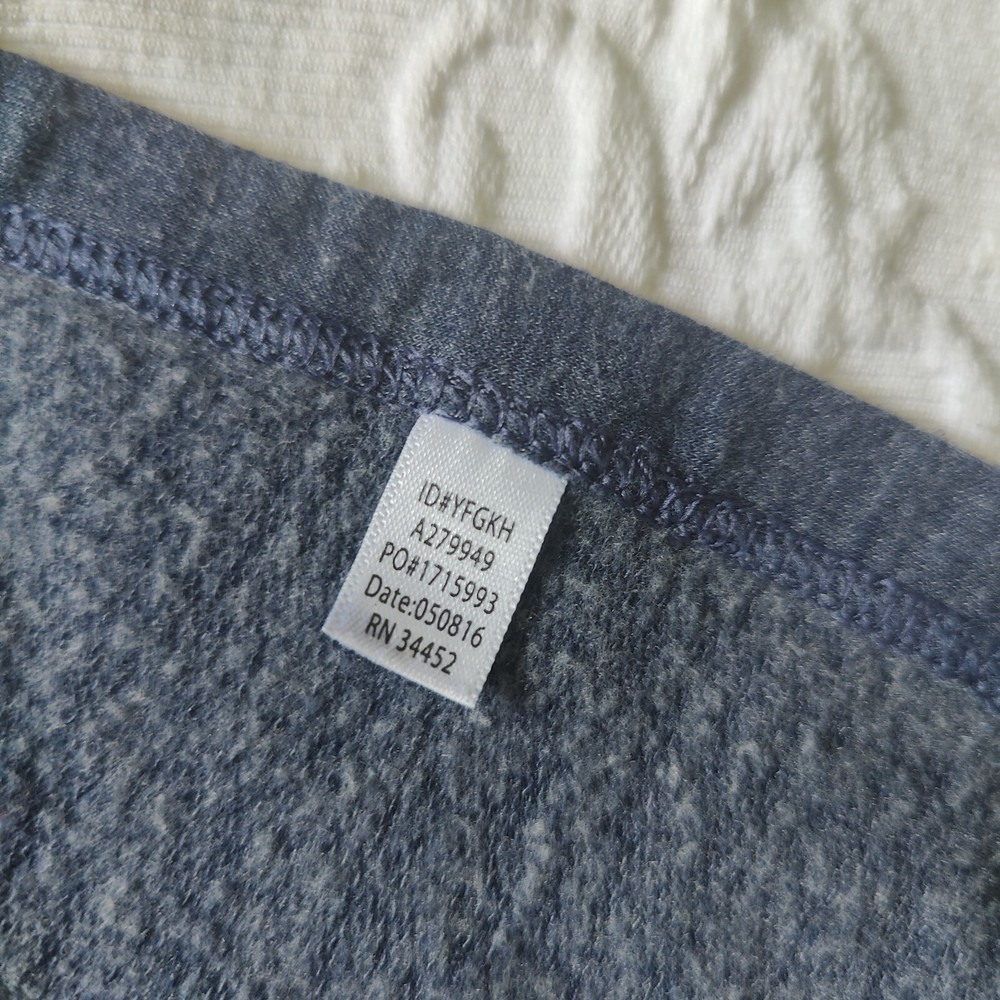 ID#YFGKH
A279949
PO#1715993
Date:050816
RN 34452